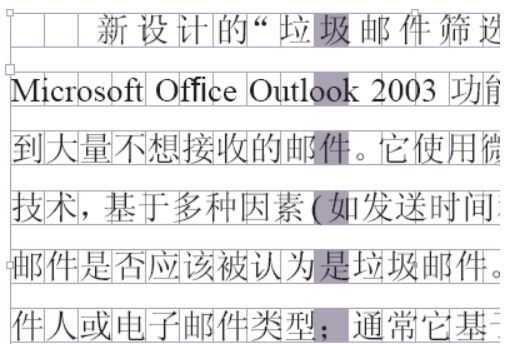 新设计的“垃圾邮件筛选
Microsoft Office Outlook 2003 功能
到大量不想接收的邮件。它使用微
技术，基于多种因素(如发送时间
邮件是否应该被认为是垃圾邮件。
件人或电子邮件类型；通常它基于